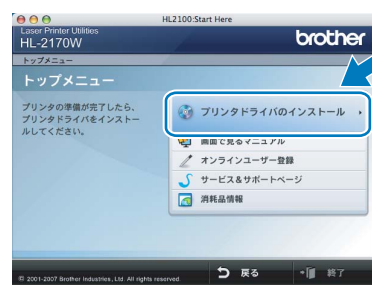 HL2100:Start Here
Laser Printer Utilities
HL-2170W
brother
トップメニュー
トップメニュー
プリンタの準備が完了したら、
プリンタドライバをインストー
ルしてください。
プリンタドライバのインストール
画面で見るマニュアル
オンラインユーザー登録
サービス&サポートページ
消耗品情報
© 2001-2007 Brother Industries, Ltd. All rights reserved.
戻る
終了